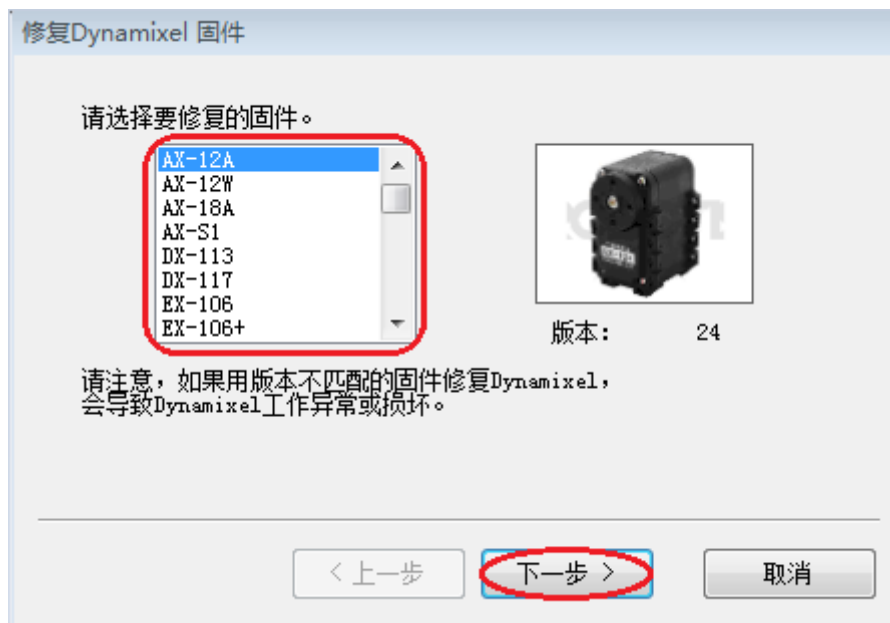 修复Dynamixel 固件
请选择要修复的固件。
AX-12A
AX-12W
AX-18A
AX-S1
DX-113
DX-117
EX-106
EX-106+
版本: 24
请注意，如果用版本不匹配的固件修复Dynamixel，
会导致Dynamixel工作异常或损坏。
< 上一步 下一步 > 取消